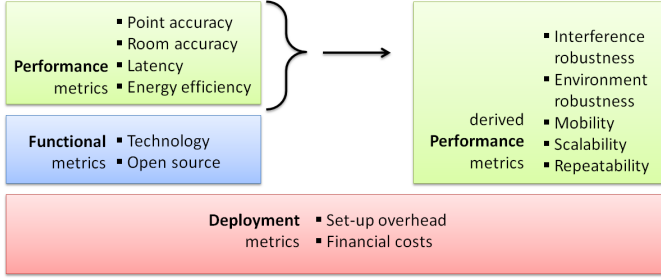 Performance metrics
▪ Point accuracy
▪ Room accuracy
▪ Latency
▪ Energy efficiency
Functional metrics
▪ Technology
▪ Open source
derived Performance metrics
▪ Interference
robustness
▪ Environment
robustness
▪ Mobility
▪ Scalability
▪ Repeatability
Deployment metrics
▪ Set-up overhead
▪ Financial costs